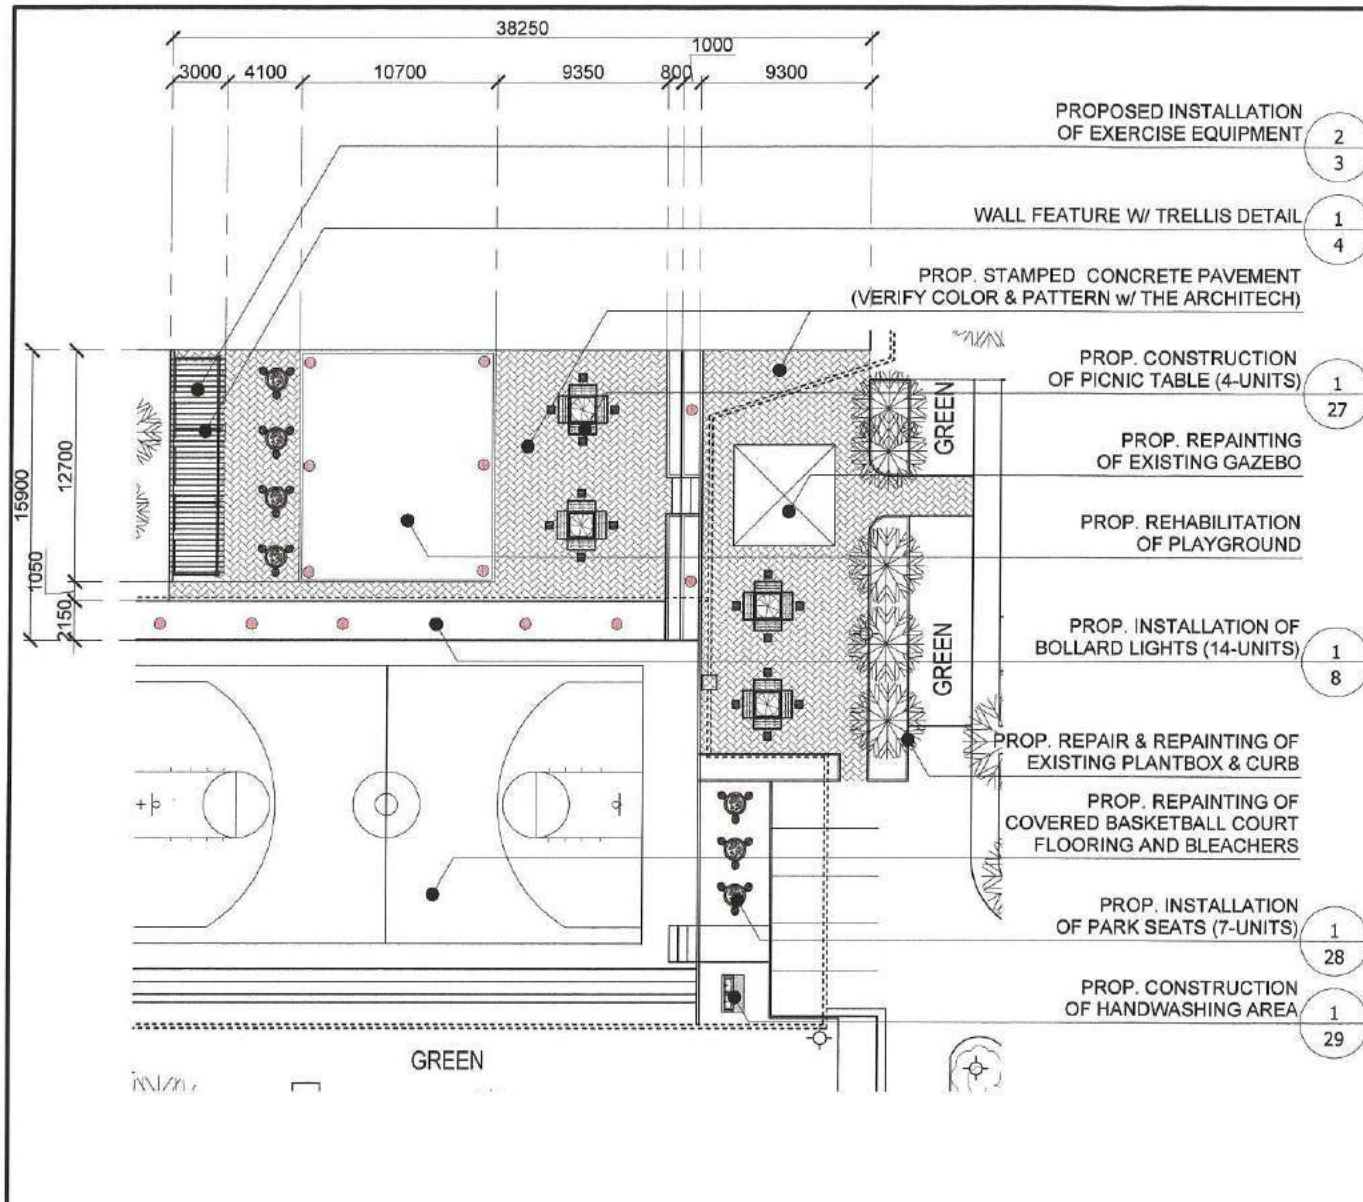 38250
1000
3000 4100 10700 9350 800 9300
PROPOSED INSTALLATION
OF EXERCISE EQUIPMENT
2
3
WALL FEATURE W/ TRELLIS DETAIL
1
4
PROP. STAMPED CONCRETE PAVEMENT
(VERIFY COLOR & PATTERN w/ THE ARCHITECH)
PROP. CONSTRUCTION
OF PICNIC TABLE (4-UNITS)
1
27
PROP. REPAINTING
OF EXISTING GAZEBO
PROP. REHABILITATION
OF PLAYGROUND
PROP. INSTALLATION OF
BOLLARD LIGHTS (14-UNITS)
1
8
PROP. REPAIR & REPAINTING OF
EXISTING PLANTBOX & CURB
PROP. REPAINTING OF
COVERED BASKETBALL COURT
FLOORING AND BLEACHERS
PROP. INSTALLATION
OF PARK SEATS (7-UNITS)
1
28
PROP. CONSTRUCTION
OF HANDWASHING AREA
1
29
15900
12700
1050
2150
GREEN
GREEN
GREEN